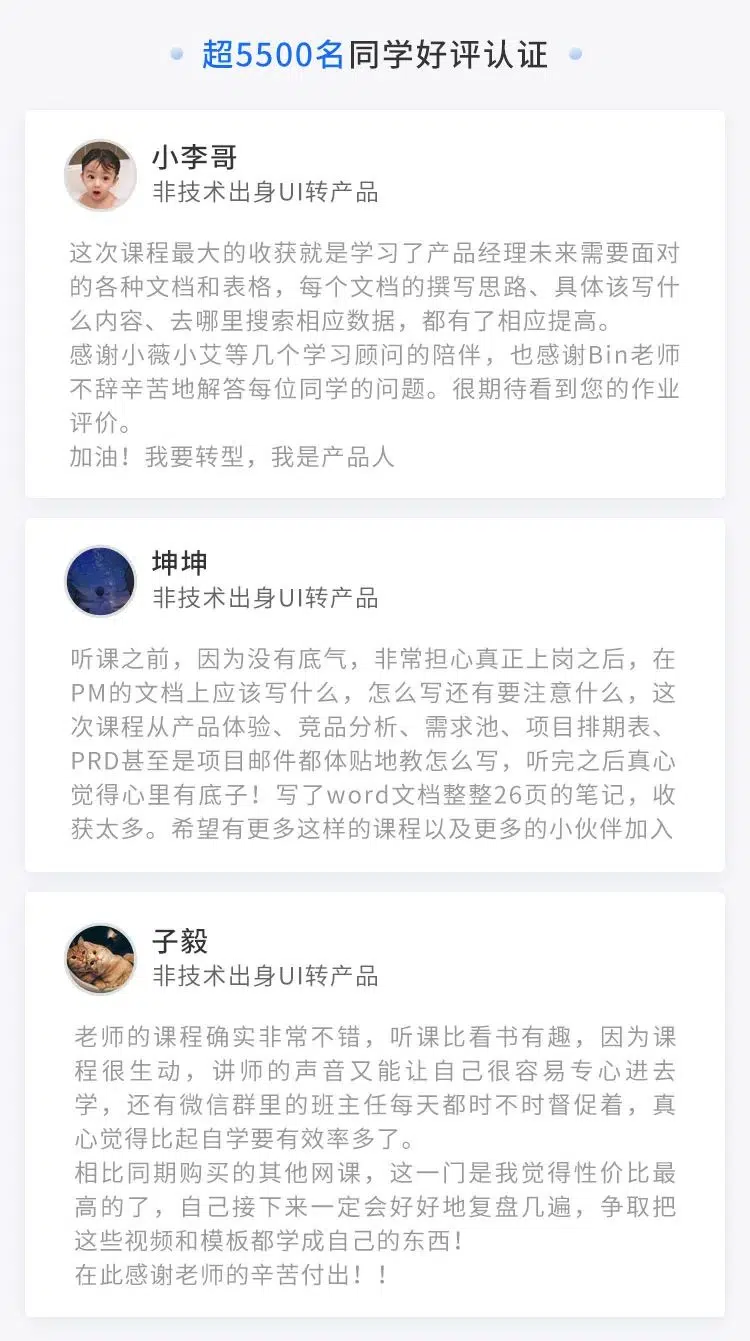 超5500名同学好评认证
小李哥
非技术出身UI转产品
这次课程最大的收获就是学习了产品经理未来需要面对
的各种文档和表格，每个文档的撰写思路、具体该写什
么内容、去哪里搜索相应数据，都有了相应提高。
感谢小薇小艾等几个学习顾问的陪伴，也感谢Bin老师
不辞辛苦地解答每位同学的问题。很期待看到您的作业
评价。
加油！我要转型，我是产品人
坤坤
非技术出身UI转产品
听课之前，因为没有底气，非常担心真正上岗之后，在
PM的文档上应该写什么，怎么写还有要注意什么，这
次课程从产品体验、竞品分析、需求池、项目排期表、
PRD甚至是项目邮件都体贴地教怎么写，听完之后真心
觉得心里有底子！写了word文档整整26页的笔记，收
获太多。希望有更多这样的课程以及更多的小伙伴加入
子毅
非技术出身UI转产品
老师的课程确实非常不错，听课比看书有趣，因为课
程很生动，讲师的声音又能让自己很容易专心进去
学，还有微信群里的班主任每天都时不时督促着，真
心觉得比起自学要有效率多了。
相比同期购买的其他网课，这一门是我觉得性价比最
高的了，自己接下来一定会好好地复盘几遍，争取把
这些视频和模板都学成自己的东西！
在此感谢老师的辛苦付出！！